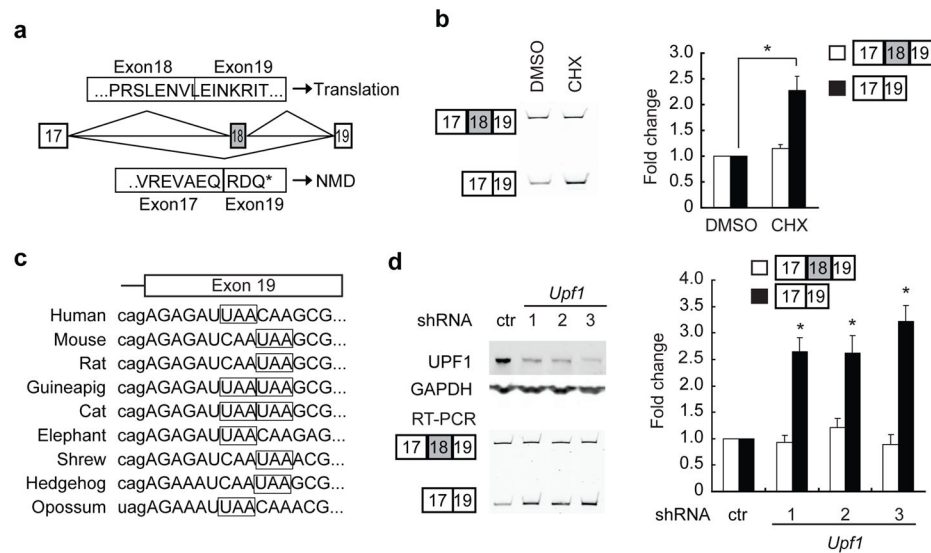 a
Exon18 Exon19
...PRSLENVLEINKRIT... Translation
17 18 19
..VREVAEQ RDQ* NMD
Exon17 Exon19
b
DMSO CHX
17 18 19
17 19
Fold change
3.0
2.5
2.0
1.5
1.0
0.5
0
*
DMSO CHX
17 18 19
17 19
c
Exon 19
Human cagAGAGAUUAACAAGCG...
Mouse cagAGAGAUCAAUAAGCG...
Rat cagAGAGAUCAAUAAGCG...
Guineapig cagAGAGAUUAAUAAGCG...
Cat cagAGAGAUUAAUAAGCG...
Elephant cagAGAGAUUAACAAGAG...
Shrew cagAGAGAUCAAUAAACG...
Hedgehog cagAGAAAUCAAUAAGCG...
Opossum uagAGAAAUUAACAAACG...
d
Upf1
shRNA ctr 1 2 3
UPF1
GAPDH
RT-PCR
17 18 19
17 19
17 18 19
17 19
Fold change
4.0
3.5
3.0
2.5
2.0
1.5
1.0
0.5
0
* * *
shRNA ctr 1 2 3
Upf1